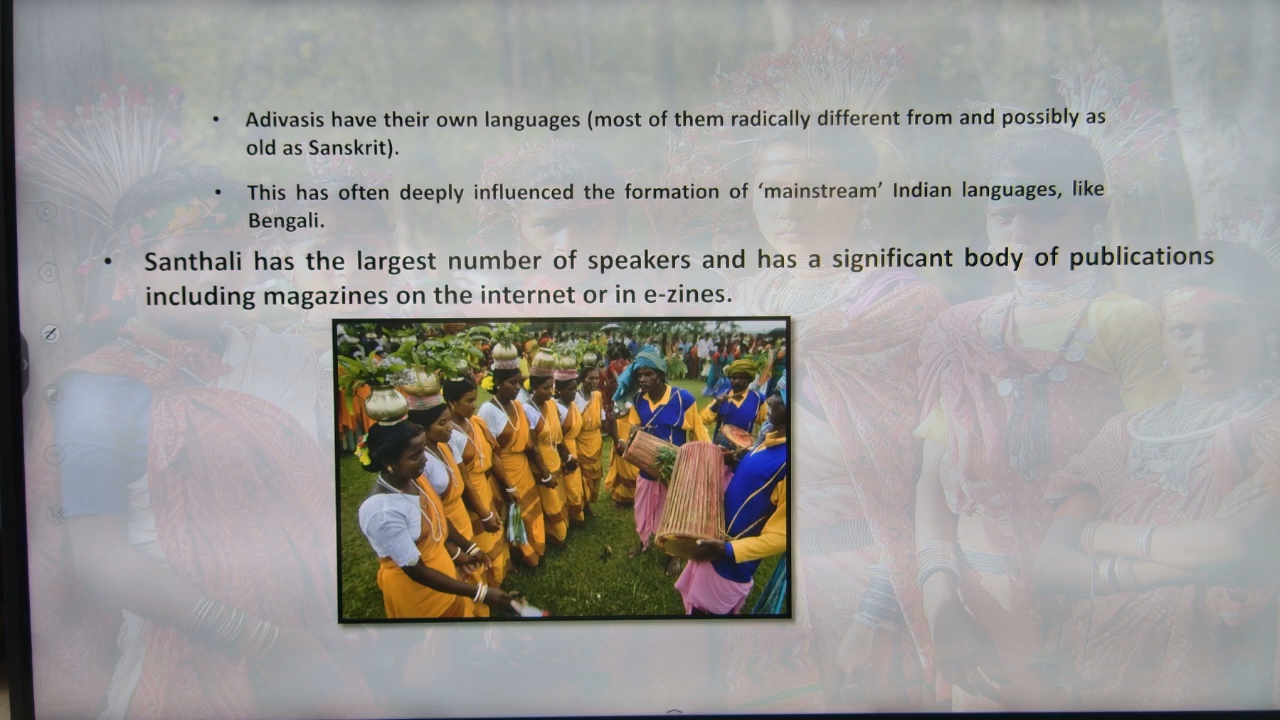 • Adivasis have their own languages (most of them radically different from and possibly as
old as Sanskrit).
• This has often deeply influenced the formation of ‘mainstream’ Indian languages, like
Bengali.
• Santhali has the largest number of speakers and has a significant body of publications
including magazines on the internet or in e-zines.